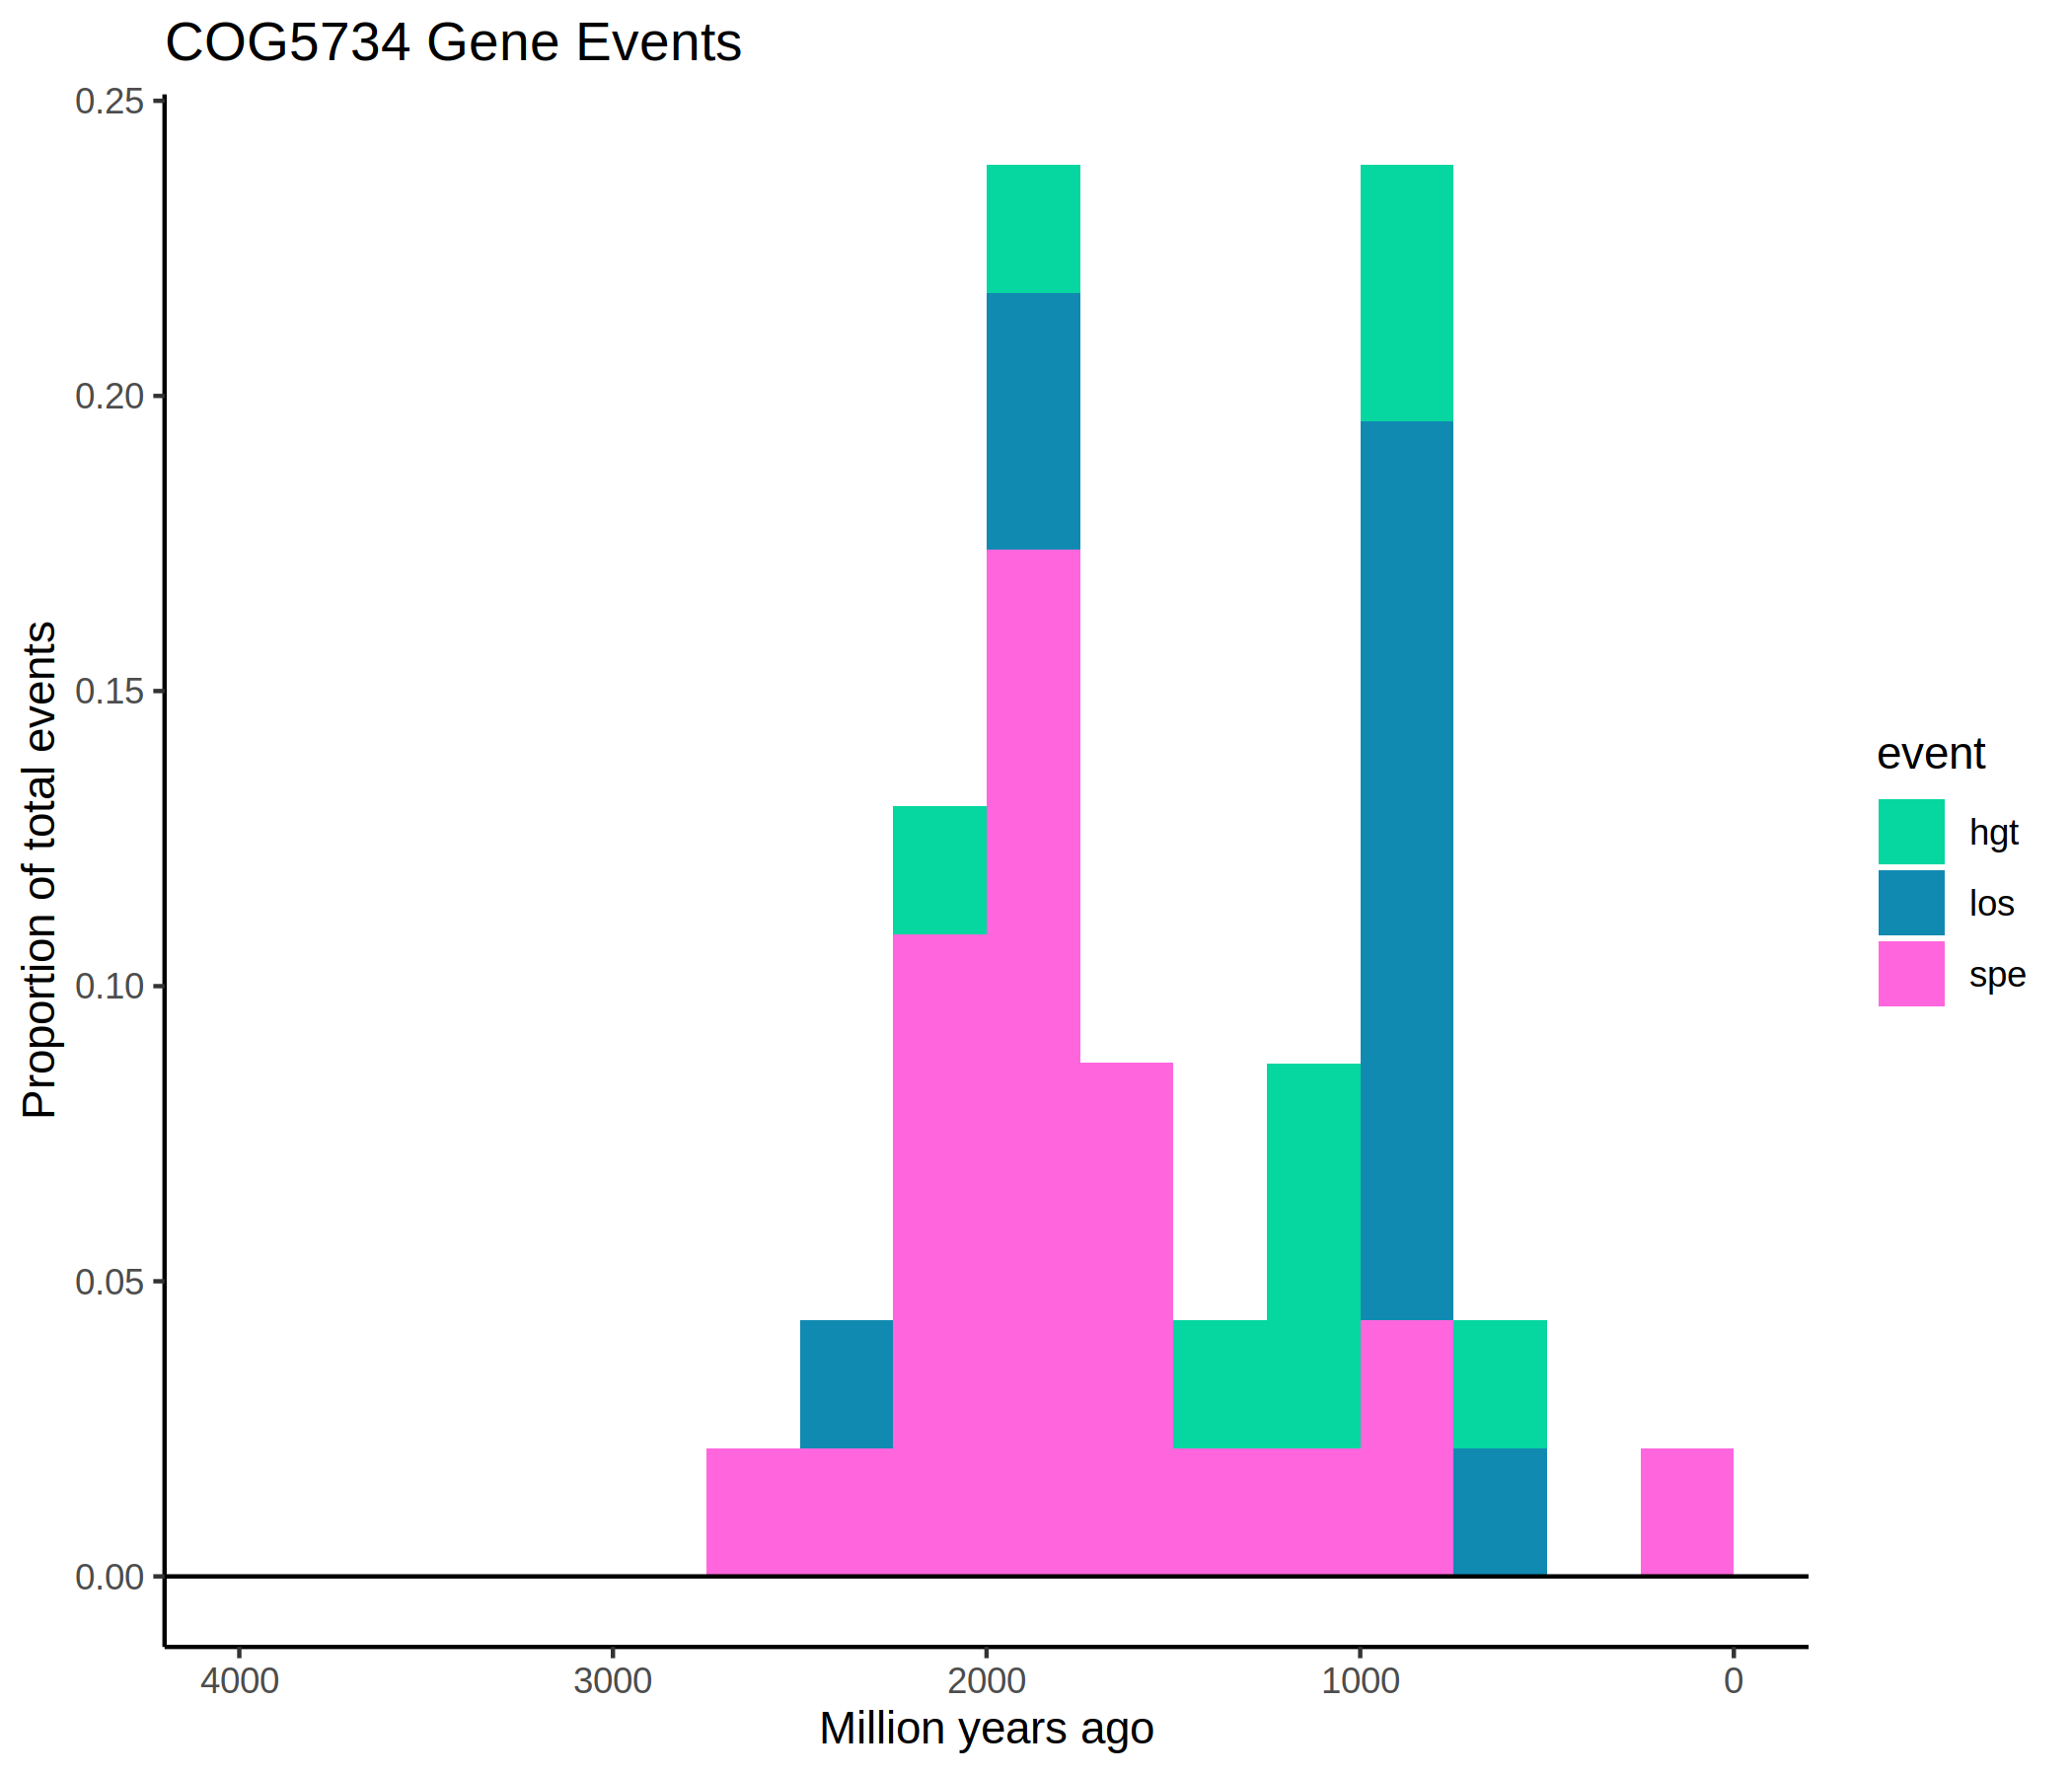 COG5734 Gene Events
Proportion of total events
0.25
0.20
0.15
0.10
0.05
0.00
4000 3000 2000 1000 0
Million years ago
event
hgt
los
spe